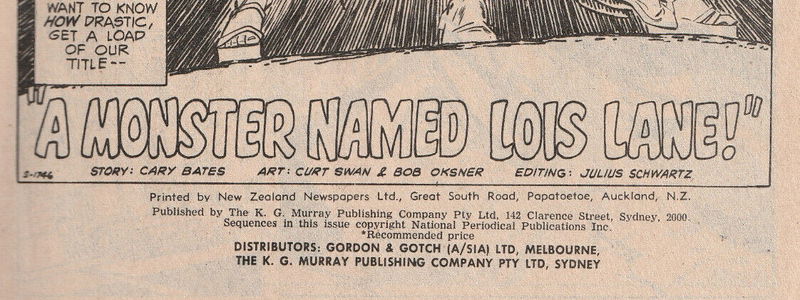 WANT TO KNOW
HOW DRASTIC,
GET A LOAD
OF OUR
TITLE--
"A MONSTER NAMED LOIS LANE!"
S-1746
STORY: CARY BATES ART: CURT SWAN & BOB OKSNER EDITING: JULIUS SCHWARTZ
Printed by New Zealand Newspapers Ltd., Great South Road, Papatoetoe, Auckland, N.Z.
Published by The K. G. Murray Publishing Company Pty Ltd, 142 Clarence Street, Sydney, 2000.
Sequences in this issue copyright National Periodical Publications Inc.
*Recommended price
DISTRIBUTORS: GORDON & GOTCH (A/SIA) LTD, MELBOURNE,
THE K. G. MURRAY PUBLISHING COMPANY PTY LTD, SYDNEY